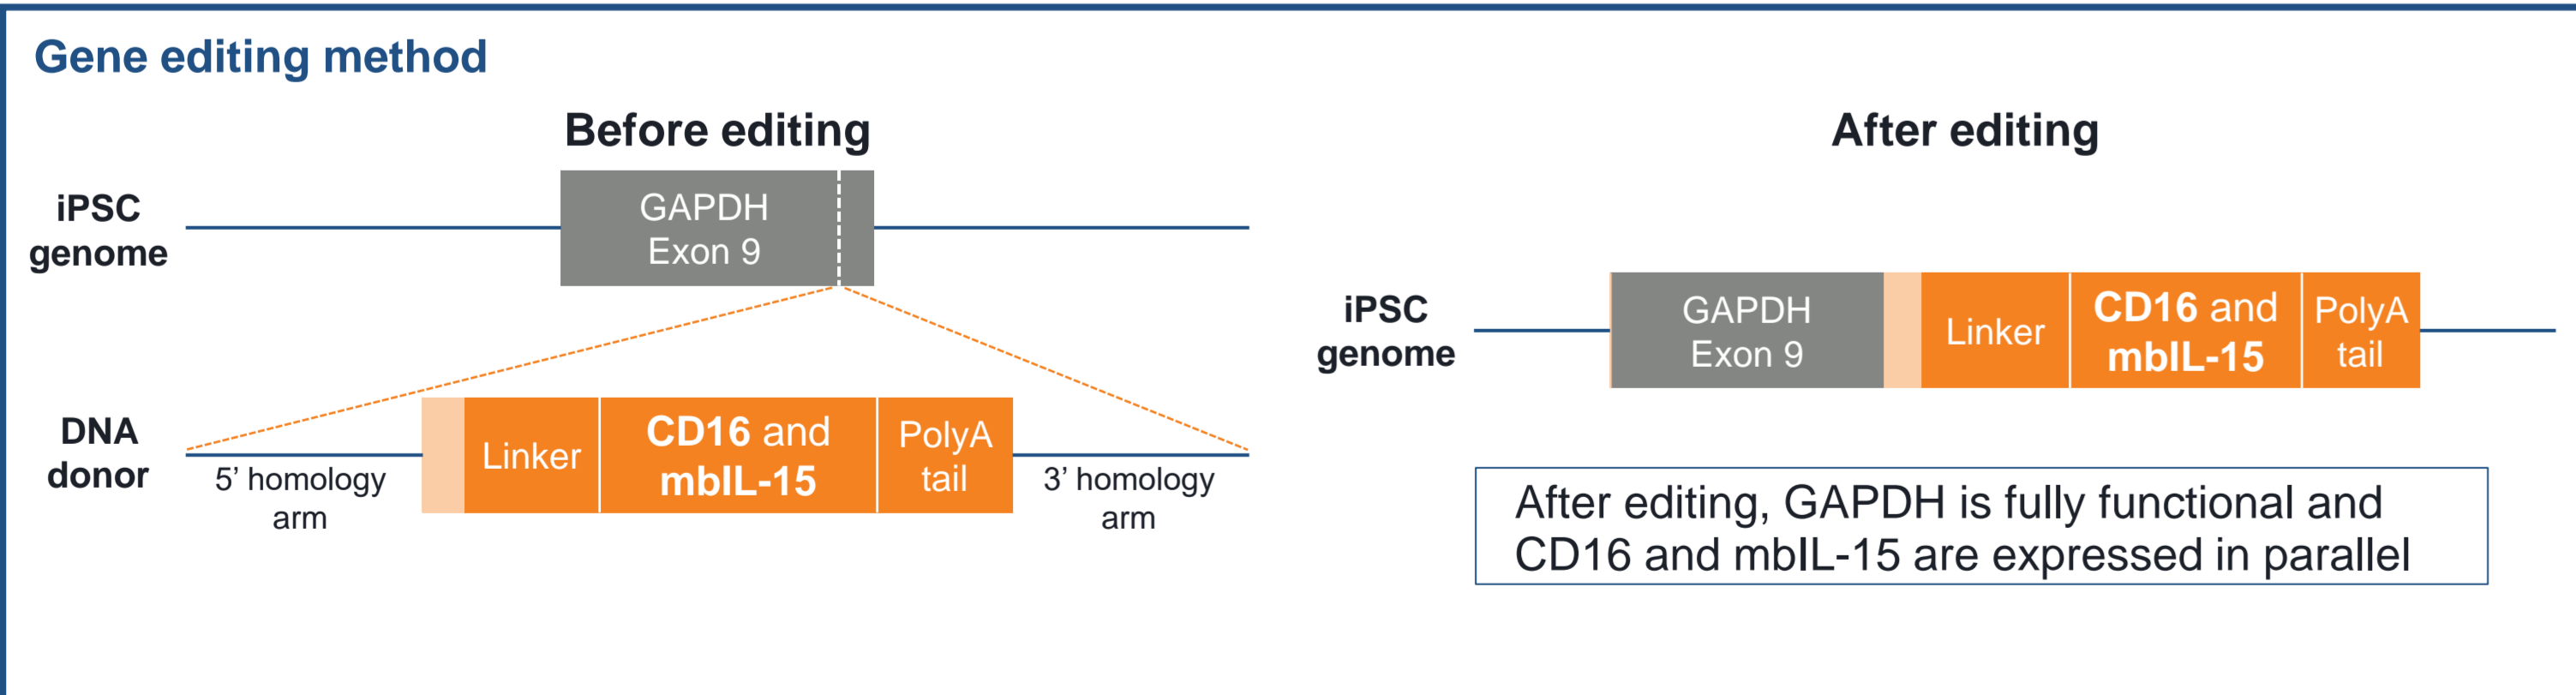 Gene editing method
Before editing
iPSC
genome
GAPDH
Exon 9
DNA
donor
5’ homology
arm
Linker
CD16 and
mbIL-15
PolyA
tail
3’ homology
arm
After editing
iPSC
genome
GAPDH
Exon 9
Linker
CD16 and
mbIL-15
PolyA
tail
After editing, GAPDH is fully functional and
CD16 and mbIL-15 are expressed in parallel